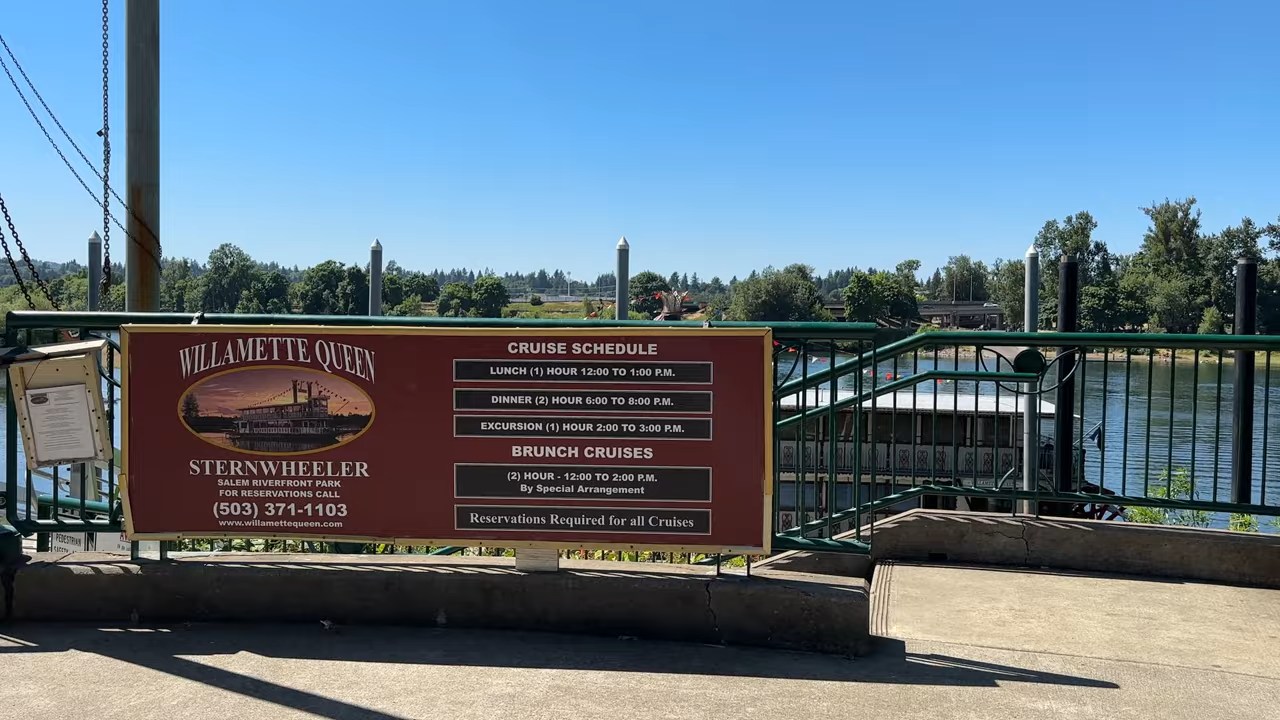 WILLAMETTE QUEEN
STERNWHEELER
SALEM RIVERFRONT PARK
FOR RESERVATIONS CALL
(503) 371-1103
www.willamettequeen.com
CRUISE SCHEDULE
LUNCH (1) HOUR 12:00 TO 1:00 P.M.
DINNER (2) HOUR 6:00 TO 8:00 P.M.
EXCURSION (1) HOUR 2:00 TO 3:00 P.M.
BRUNCH CRUISES
(2) HOUR - 12:00 TO 2:00 P.M.
By Special Arrangement
Reservations Required for all Cruises
PEDESTRIAN